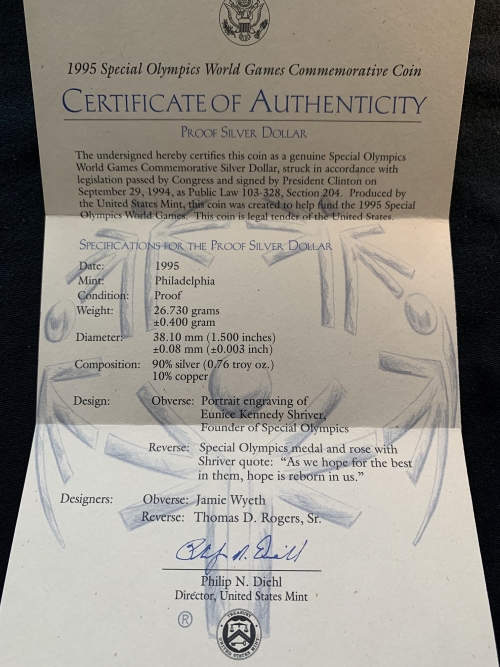 1995 Special Olympics World Games Commemorative Coin
CERTIFICATE OF AUTHENTICITY
PROOF SILVER DOLLAR
The undersigned hereby certifies this coin as a genuine Special Olympics
World Games Commemorative Silver Dollar, struck in accordance with
legislation passed by Congress and signed by President Clinton on
September 29, 1994, as Public Law 103-328, Section 204. Produced by
the United States Mint, this coin was created to help fund the 1995 Special
Olympics World Games. This coin is legal tender of the United States.
SPECIFICATIONS FOR THE PROOF SILVER DOLLAR
Date: 1995
Mint: Philadelphia
Condition: Proof
Weight: 26.730 grams
±0.400 gram
Diameter: 38.10 mm (1.500 inches)
±0.08 mm (±0.003 inch)
Composition: 90% silver (0.76 troy oz.)
10% copper
Design: Obverse: Portrait engraving of
Eunice Kennedy Shriver,
Founder of Special Olympics
Reverse: Special Olympics medal and rose with
Shriver quote: "As we hope for the best
in them, hope is reborn in us."
Designers: Obverse: Jamie Wyeth
Reverse: Thomas D. Rogers, Sr.
Philip N. Diehl
Philip N. Diehl
Director, United States Mint
®